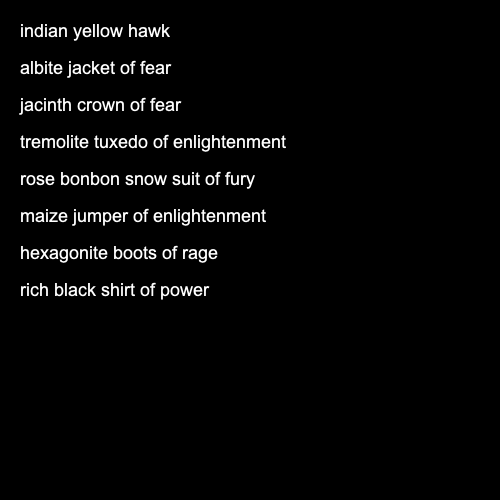 indian yellow hawk
albite jacket of fear
jacinth crown of fear
tremolite tuxedo of enlightenment
rose bonbon snow suit of fury
maize jumper of enlightenment
hexagonite boots of rage
rich black shirt of power